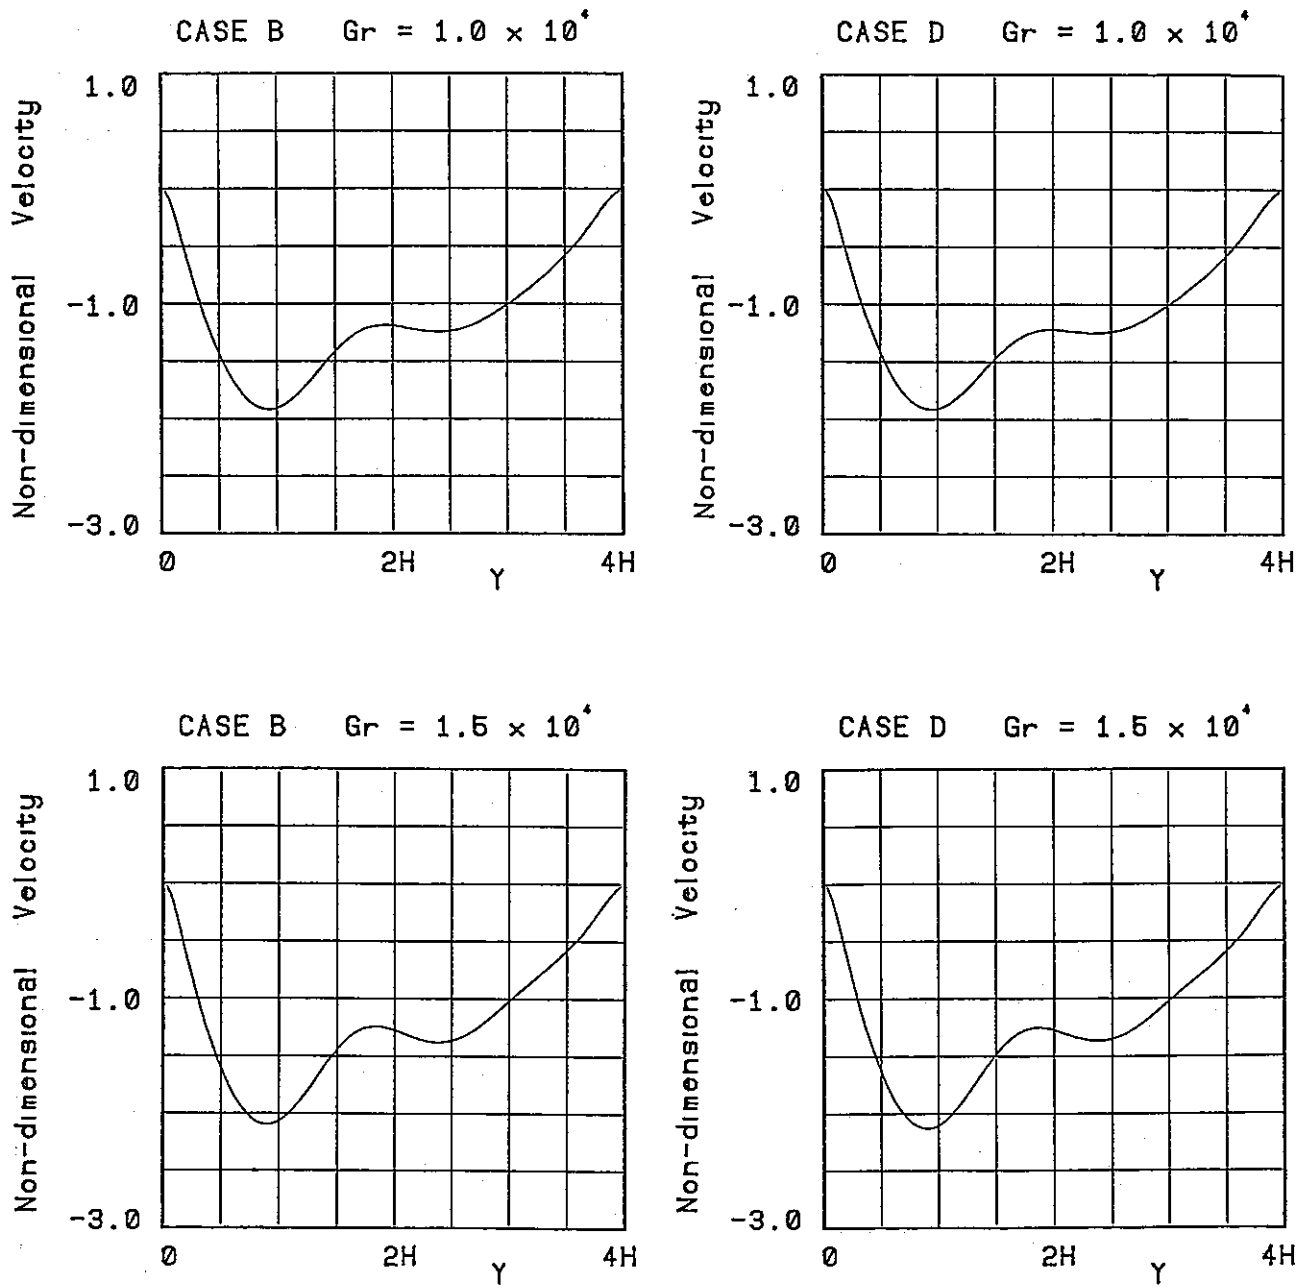 CASE B Gr = 1.0 × 10⁴
1.0
-1.0
-3.0
Non-dimensional Velocity
0 2H 4H
Y
CASE D Gr = 1.0 × 10⁴
1.0
-1.0
-3.0
Non-dimensional Velocity
0 2H 4H
Y
CASE B Gr = 1.5 × 10⁴
1.0
-1.0
-3.0
Non-dimensional Velocity
0 2H 4H
Y
CASE D Gr = 1.5 × 10⁴
1.0
-1.0
-3.0
Non-dimensional Velocity
0 2H 4H
Y